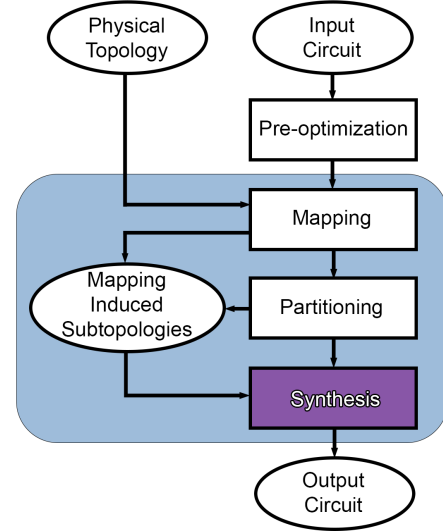 Physical
Topology
Input
Circuit
Pre-optimization
Mapping
Mapping
Induced
Subtopologies
Partitioning
Synthesis
Output
Circuit